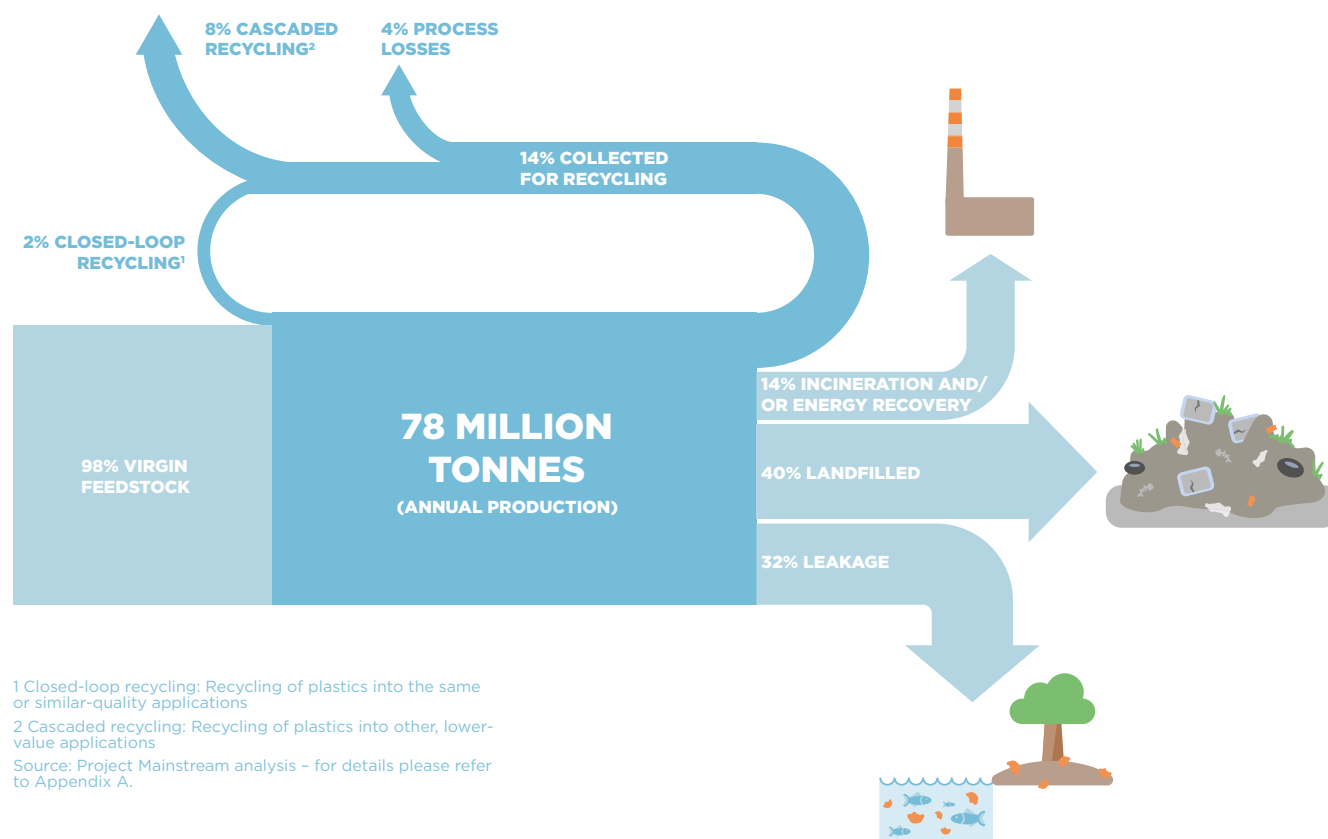 8% CASCADED
RECYCLING²
4% PROCESS
LOSSES
14% COLLECTED
FOR RECYCLING
2% CLOSED-LOOP
RECYCLING¹
98% VIRGIN
FEEDSTOCK
78 MILLION
TONNES
(ANNUAL PRODUCTION)
14% INCINERATION AND/
OR ENERGY RECOVERY
40% LANDFILLED
32% LEAKAGE
1 Closed-loop recycling: Recycling of plastics into the same
or similar-quality applications
2 Cascaded recycling: Recycling of plastics into other, lower-
value applications
Source: Project Mainstream analysis – for details please refer
to Appendix A.